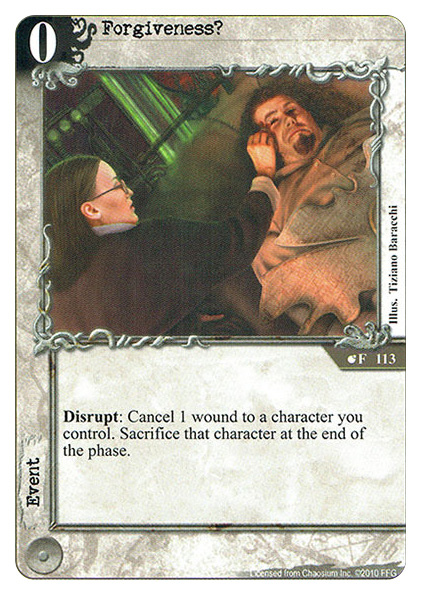 0
Forgiveness?
Illus. Tiziano Baracchi
F 113
Disrupt: Cancel 1 wound to a character you
control. Sacrifice that character at the end of
the phase.
Event
Licensed from Chaosium Inc. ©2010 FFG